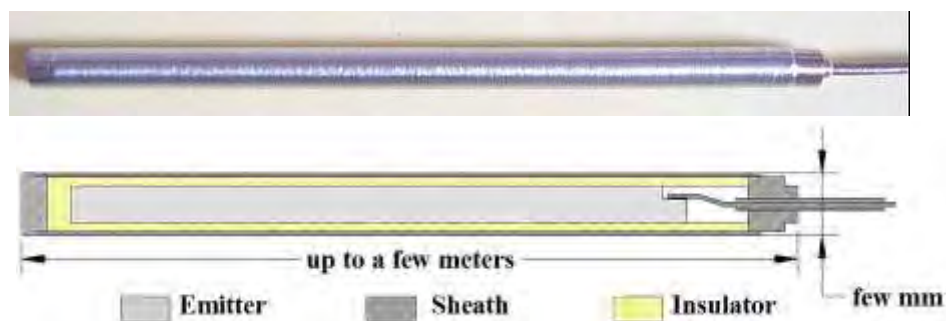 up to a few meters
few mm
Emitter
Sheath
Insulator